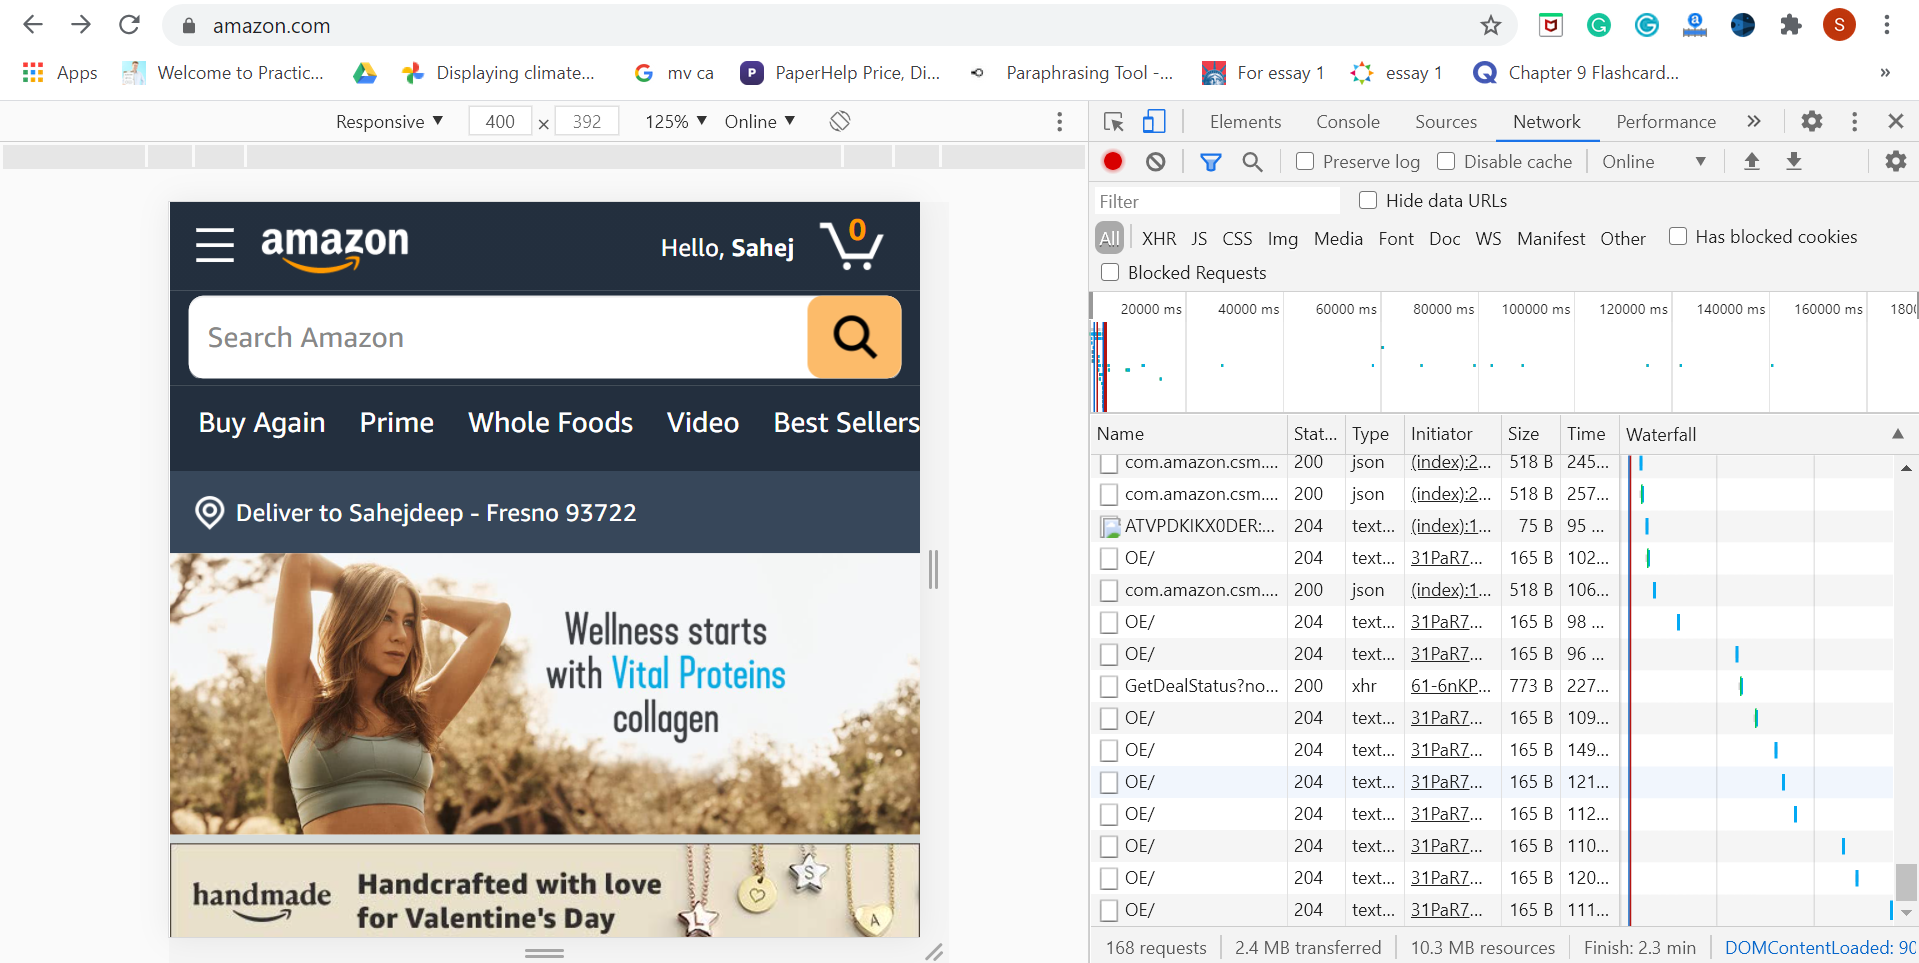 amazon.com
S
Apps
Welcome to Practic...
Displaying climate...
mv ca
PaperHelp Price, Di...
Paraphrasing Tool -...
For essay 1
essay 1
Chapter 9 Flashcard...
»
Responsive ▼ 400 × 392 125% ▼ Online ▼
Elements Console Sources Network Performance »
Preserve log Disable cache Online ▼
Filter Hide data URLs
All XHR JS CSS Img Media Font Doc WS Manifest Other Has blocked cookies
Blocked Requests
20000 ms 40000 ms 60000 ms 80000 ms 100000 ms 120000 ms 140000 ms 160000 ms 1800
Name Stat... Type Initiator Size Time Waterfall
com.amazon.csm.... 200 json (index):2... 518 B 245...
com.amazon.csm.... 200 json (index):2... 518 B 257...
ATVPDKIKX0DER:... 204 text... (index):1... 75 B 95 ...
OE/ 204 text... 31PaR7... 165 B 102...
com.amazon.csm.... 200 json (index):1... 518 B 106...
OE/ 204 text... 31PaR7... 165 B 98 ...
OE/ 204 text... 31PaR7... 165 B 96 ...
GetDealStatus?no... 200 xhr 61-6nKP... 773 B 227...
OE/ 204 text... 31PaR7... 165 B 109...
OE/ 204 text... 31PaR7... 165 B 149...
OE/ 204 text... 31PaR7... 165 B 121...
OE/ 204 text... 31PaR7... 165 B 112...
OE/ 204 text... 31PaR7... 165 B 110...
OE/ 204 text... 31PaR7... 165 B 120...
OE/ 204 text... 31PaR7... 165 B 111...
168 requests 2.4 MB transferred 10.3 MB resources Finish: 2.3 min DOMContentLoaded: 90
amazon Hello, Sahej 0
Search Amazon
Buy Again Prime Whole Foods Video Best Sellers
Deliver to Sahejdeep - Fresno 93722
Wellness starts
with Vital Proteins
collagen
handmade
Handcrafted with love
for Valentine's Day
L S A